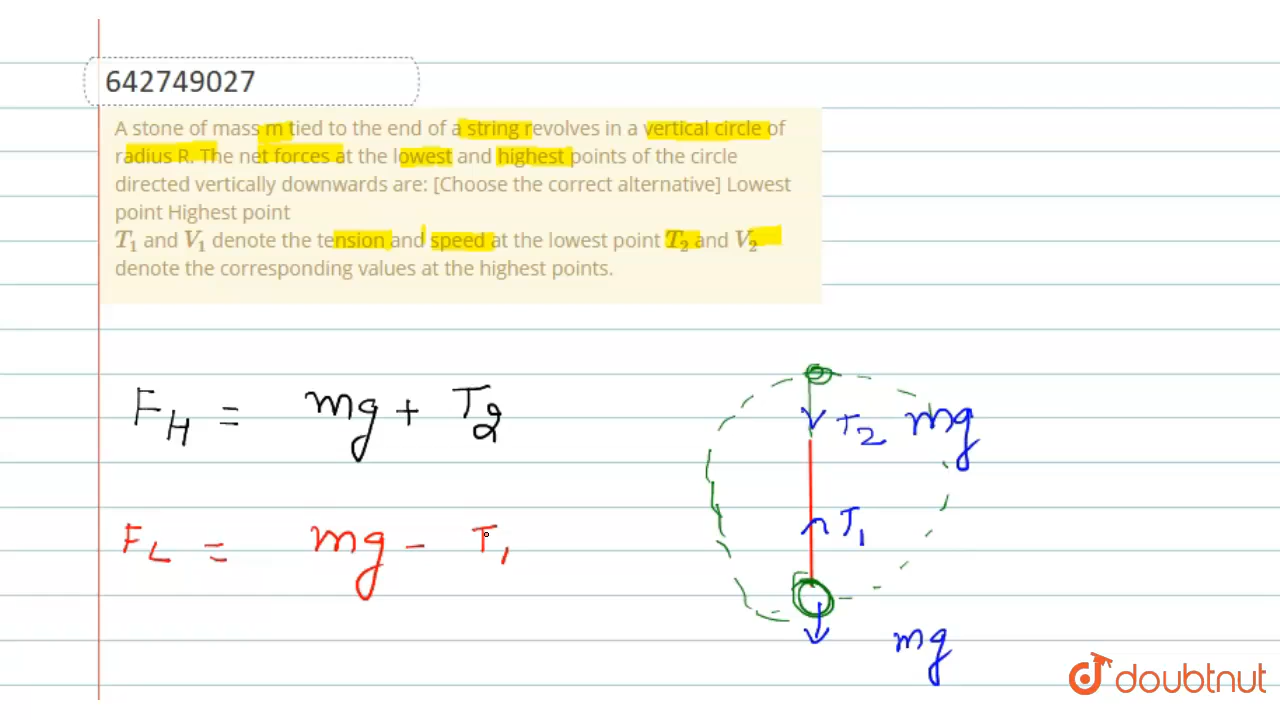 642749027
A stone of mass m tied to the end of a string revolves in a vertical circle of
radius R. The net forces at the lowest and highest points of the circle
directed vertically downwards are: [Choose the correct alternative] Lowest
point Highest point
T₁ and V₁ denote the tension and speed at the lowest point T₂ and V₂
denote the corresponding values at the highest points.
F_H = mg + T₂
T₂ mg
F_L = mg - T₁
T₁
mg
doubtnut